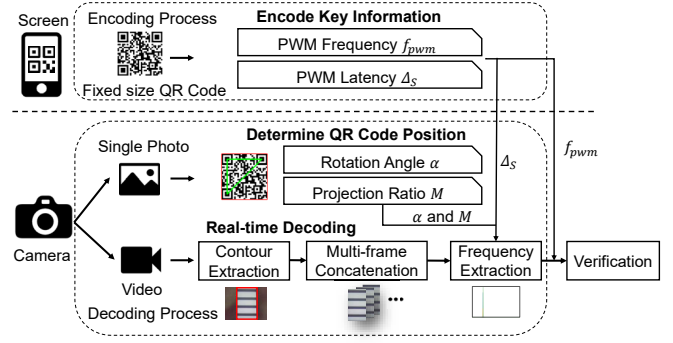 Screen
Encoding Process
Fixed size QR Code
Encode Key Information
PWM Frequency f_pwm
PWM Latency Δ_S
Single Photo
Determine QR Code Position
Rotation Angle α
Projection Ratio M
Δ_S
f_pwm
α and M
Camera
Real-time Decoding
Video
Contour
Extraction
Multi-frame
Concatenation
Frequency
Extraction
Verification
Decoding Process
...